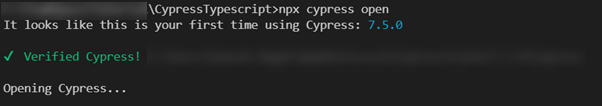 \CypressTypescript>npx cypress open
It looks like this is your first time using Cypress: 7.5.0
✓ Verified Cypress!
Opening Cypress...